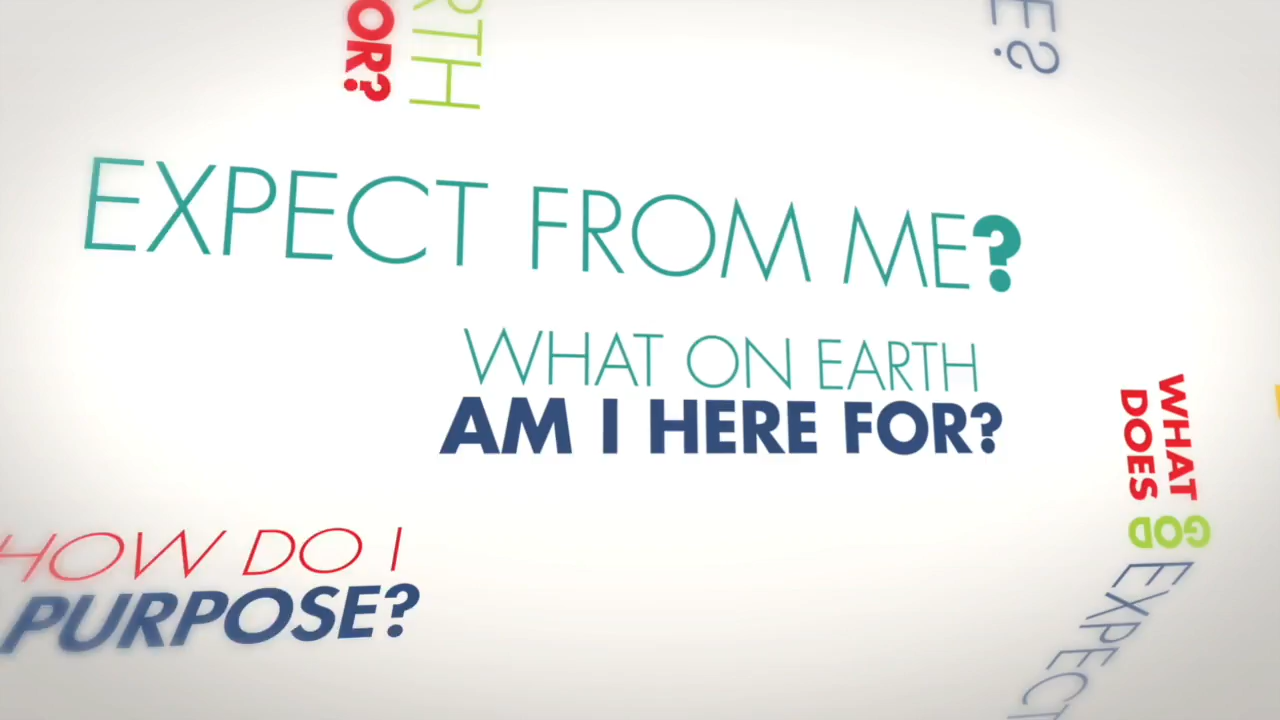 OR?
RTH
E?
EXPECT FROM ME?
WHAT ON EARTH
AM I HERE FOR?
WHAT
DOES
GOD
EXPECT
HOW DO I
PURPOSE?